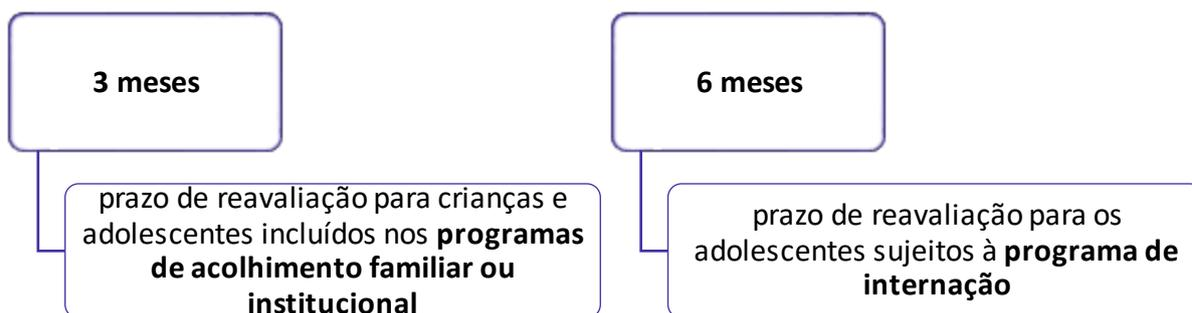 3 meses
prazo de reavaliação para crianças e
adolescentes incluídos nos programas
de acolhimento familiar ou
institucional
6 meses
prazo de reavaliação para os
adolescentes sujeitos à programa de
internação